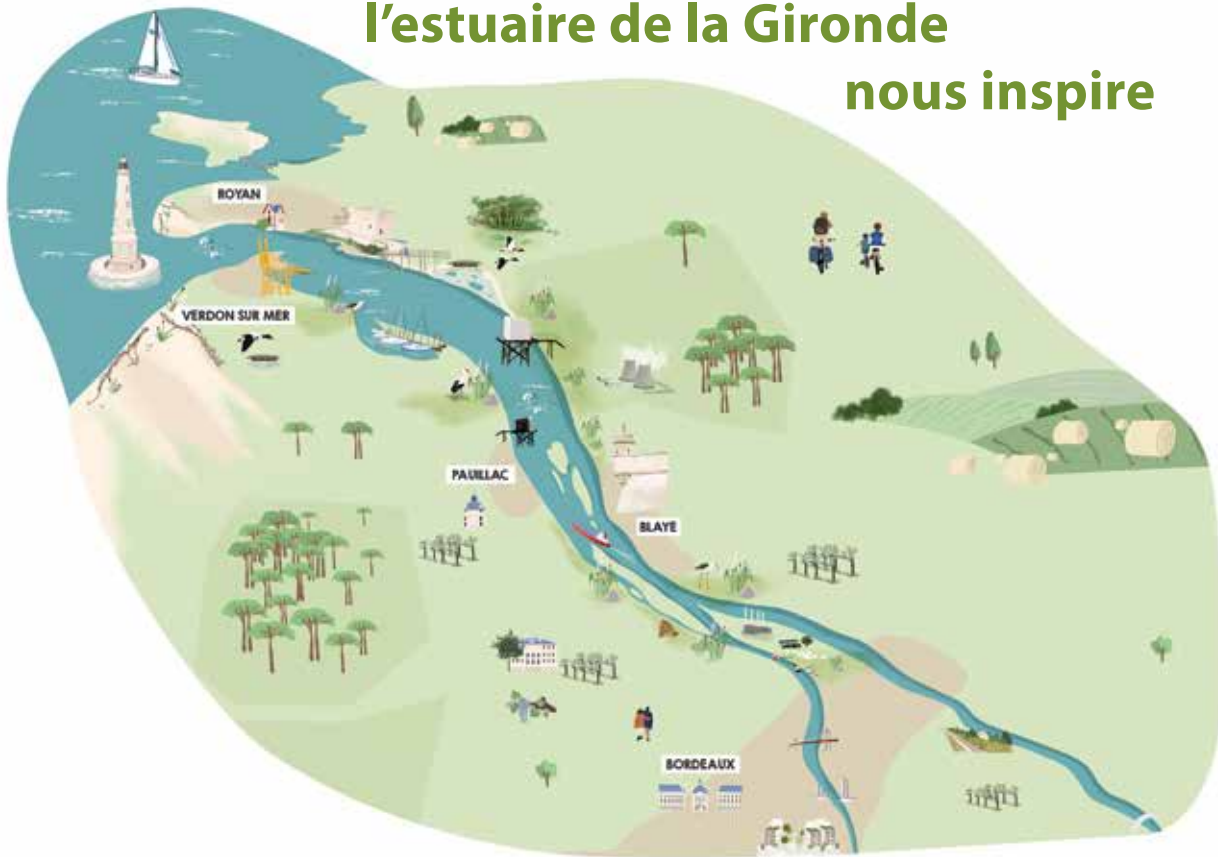 l’estuaire de la Gironde
nous inspire
ROYAN
VERDON SUR MER
PAUILLAC
BLAYE
BORDEAUX